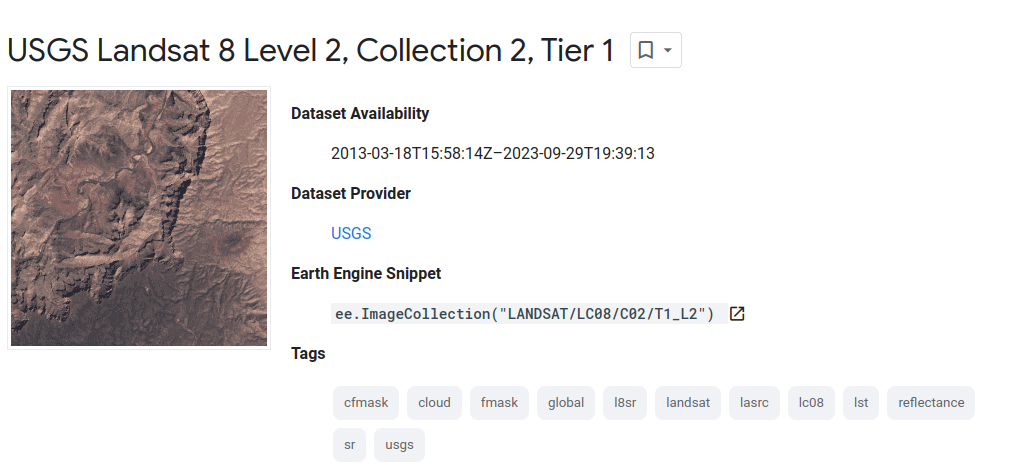 USGS Landsat 8 Level 2, Collection 2, Tier 1
Dataset Availability
2013-03-18T15:58:14Z–2023-09-29T19:39:13
Dataset Provider
USGS
Earth Engine Snippet
ee.ImageCollection("LANDSAT/LC08/C02/T1_L2")
Tags
cfmask cloud fmask global l8sr landsat lasrc lc08 lst reflectance
sr usgs